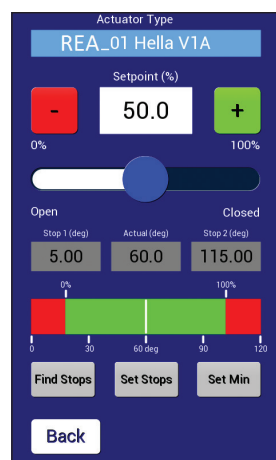 Actuator Type
REA_01 Hella V1A
Setpoint (%)
- 50.0 +
0% 100%
Open Closed
Stop 1 (deg) Actual (deg) Stop 2 (deg)
5.00 60.0 115.00
0% 100%
0 30 60 deg 90 120
Find Stops Set Stops Set Min
Back